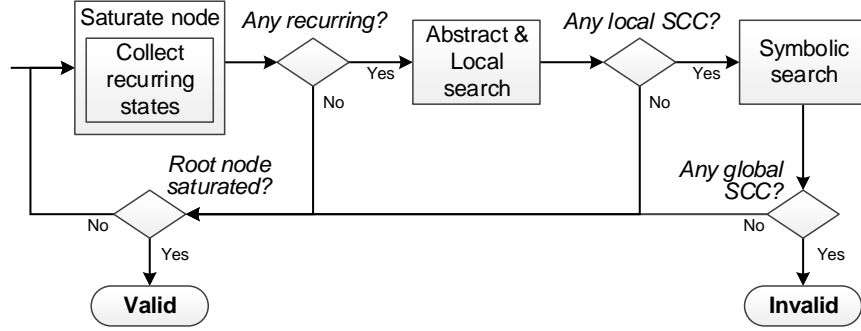 Saturate node
Collect
recurring
states
Any recurring?
Yes
No
Abstract &
Local
search
Any local SCC?
Yes
No
Symbolic
search
Root node
saturated?
No
Yes
Any global
SCC?
No
Yes
Valid
Invalid